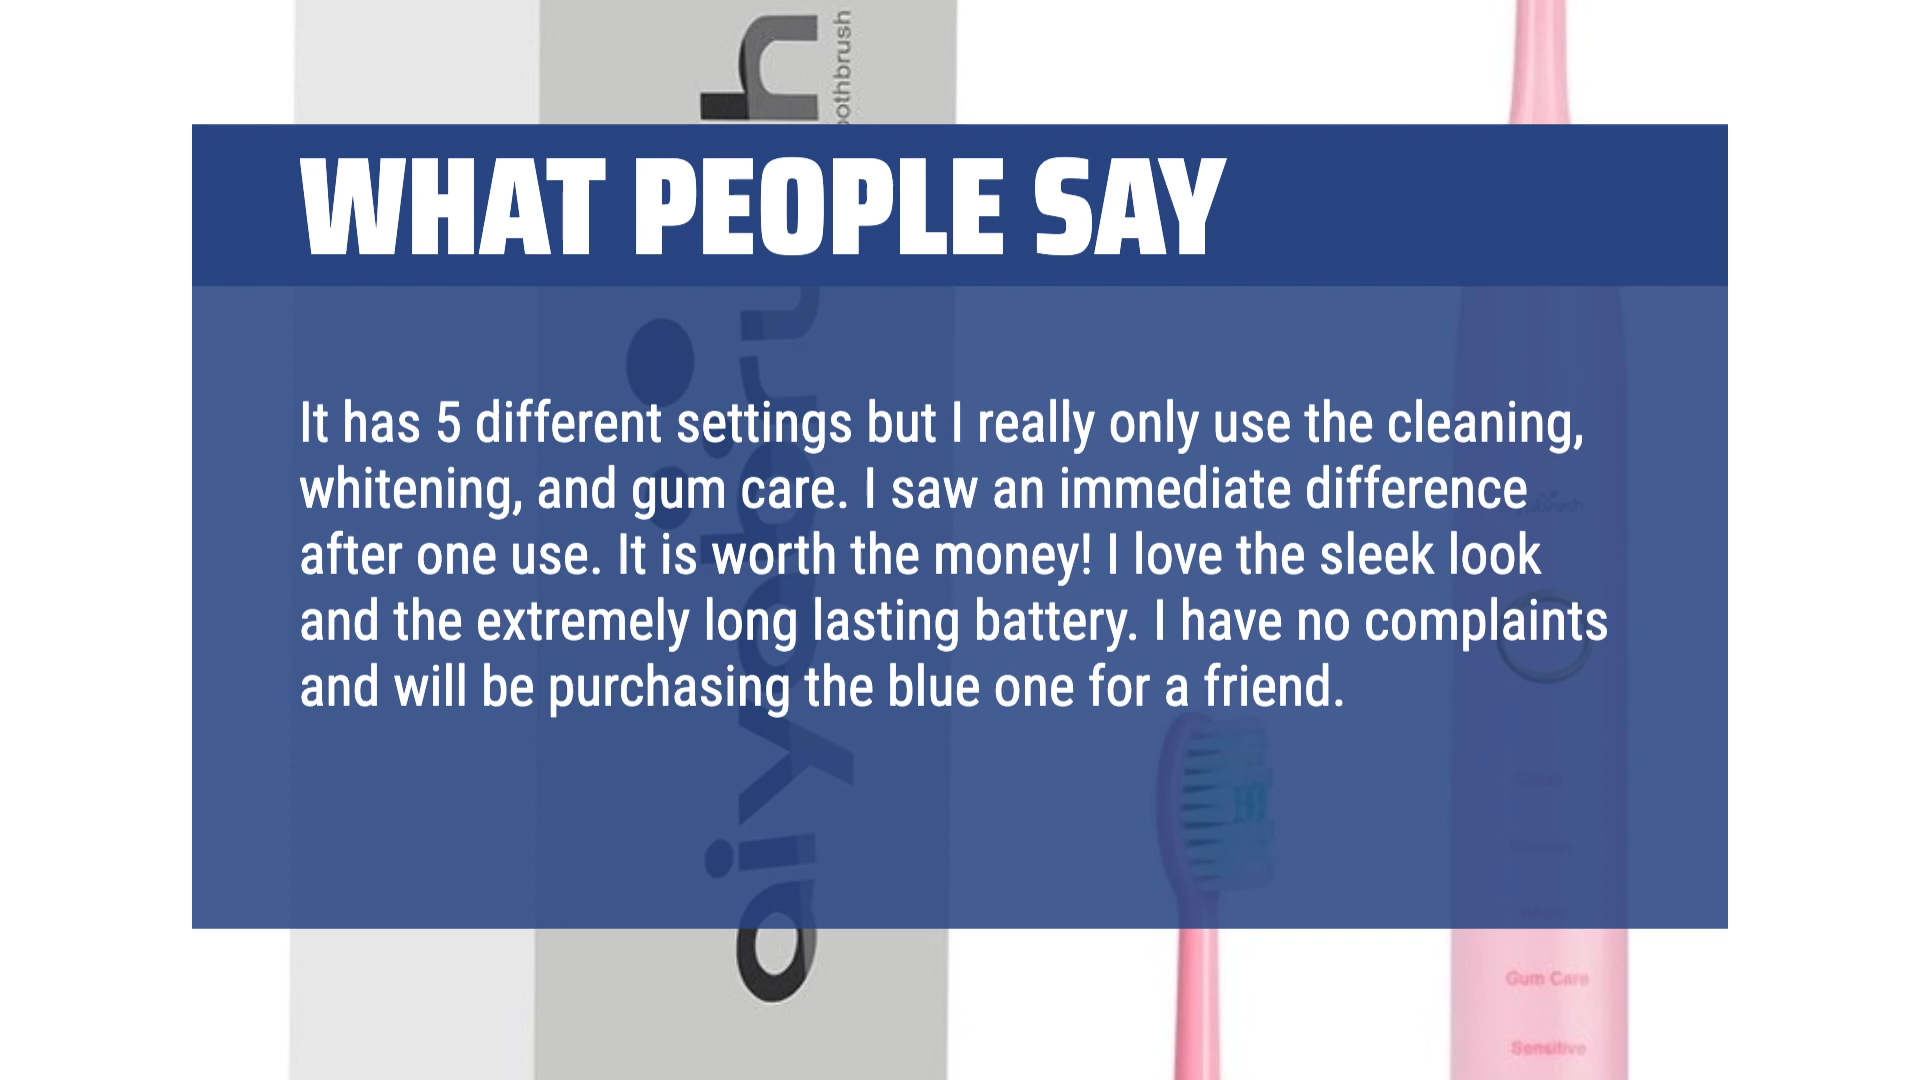 WHAT PEOPLE SAY
It has 5 different settings but I really only use the cleaning,
whitening, and gum care. I saw an immediate difference
after one use. It is worth the money! I love the sleek look
and the extremely long lasting battery. I have no complaints
and will be purchasing the blue one for a friend.
aiyabrush
Gum Care
Sensitive